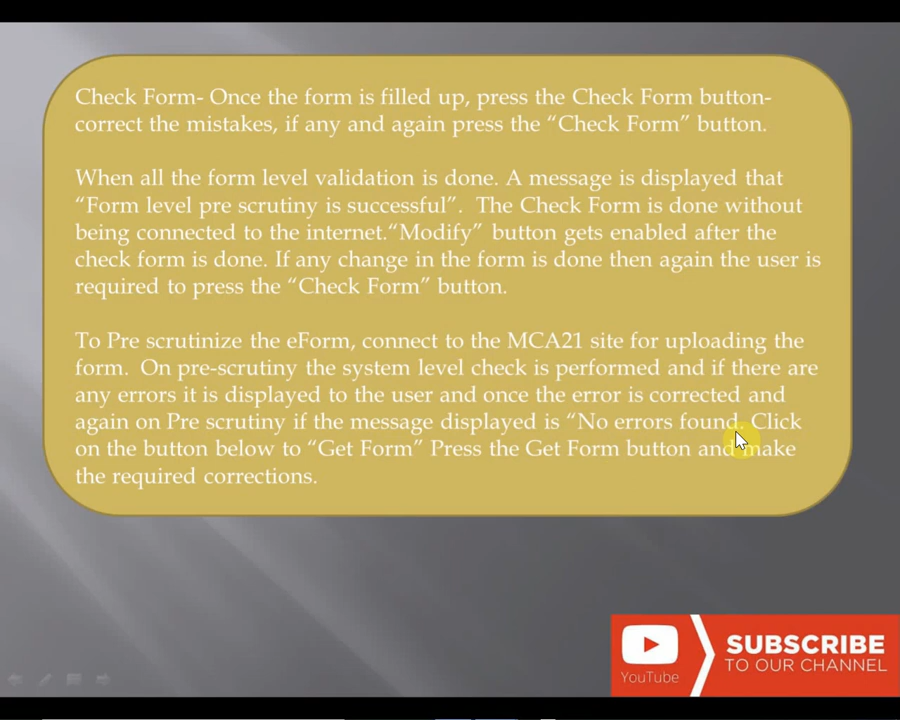 Check Form- Once the form is filled up, press the Check Form button-
correct the mistakes, if any and again press the “Check Form” button.
When all the form level validation is done. A message is displayed that
“Form level pre scrutiny is successful”. The Check Form is done without
being connected to the internet.“Modify” button gets enabled after the
check form is done. If any change in the form is done then again the user is
required to press the “Check Form” button.
To Pre scrutinize the eForm, connect to the MCA21 site for uploading the
form. On pre-scrutiny the system level check is performed and if there are
any errors it is displayed to the user and once the error is corrected and
again on Pre scrutiny if the message displayed is “No errors found. Click
on the button below to “Get Form” Press the Get Form button and make
the required corrections.
SUBSCRIBE
TO OUR CHANNEL
YouTube